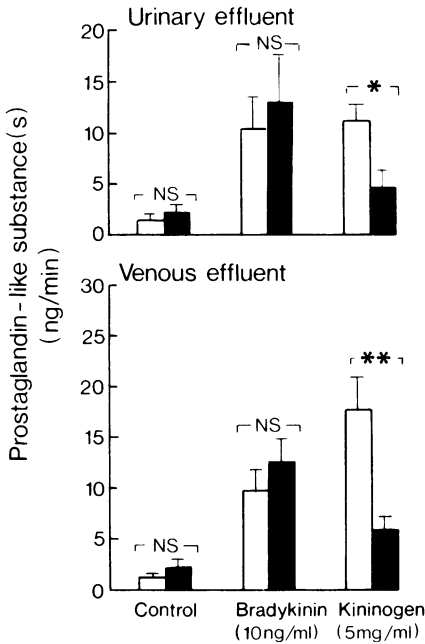 Urinary effluent
Prostaglandin-like substance(s)
(ng/min)
20
15
10
5
0
NS
NS
*
Venous effluent
30
25
20
15
10
5
0
NS
NS
**
Control Bradykinin Kininogen
(10ng/ml) (5mg/ml)